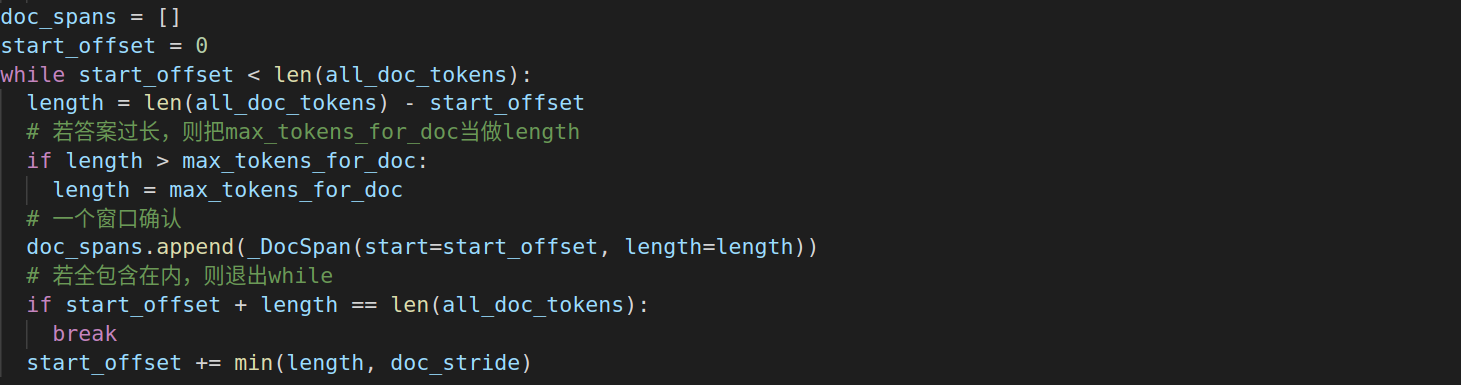 doc_spans = []
start_offset = 0
while start_offset < len(all_doc_tokens):
  length = len(all_doc_tokens) - start_offset
  # 若答案过长，则把max_tokens_for_doc当做length
  if length > max_tokens_for_doc:
    length = max_tokens_for_doc
  # 一个窗口确认
  doc_spans.append(_DocSpan(start=start_offset, length=length))
  # 若全包含在内，则退出while
  if start_offset + length == len(all_doc_tokens):
    break
  start_offset += min(length, doc_stride)